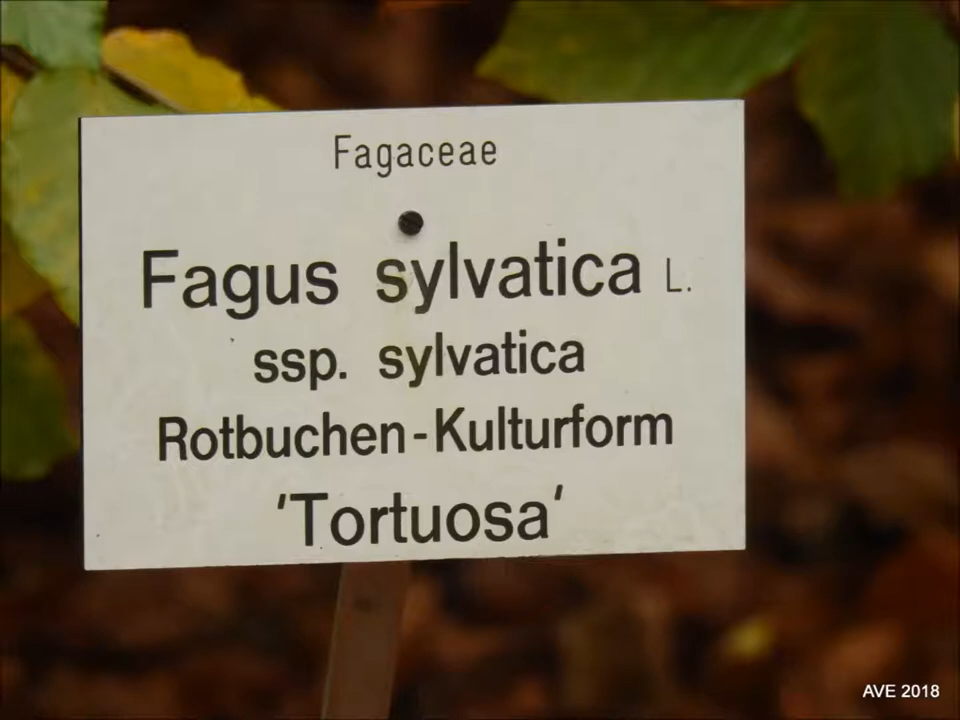 Fagaceae
Fagus sylvatica L.
ssp. sylvatica
Rotbuchen-Kulturform
'Tortuosa'
AVE 2018